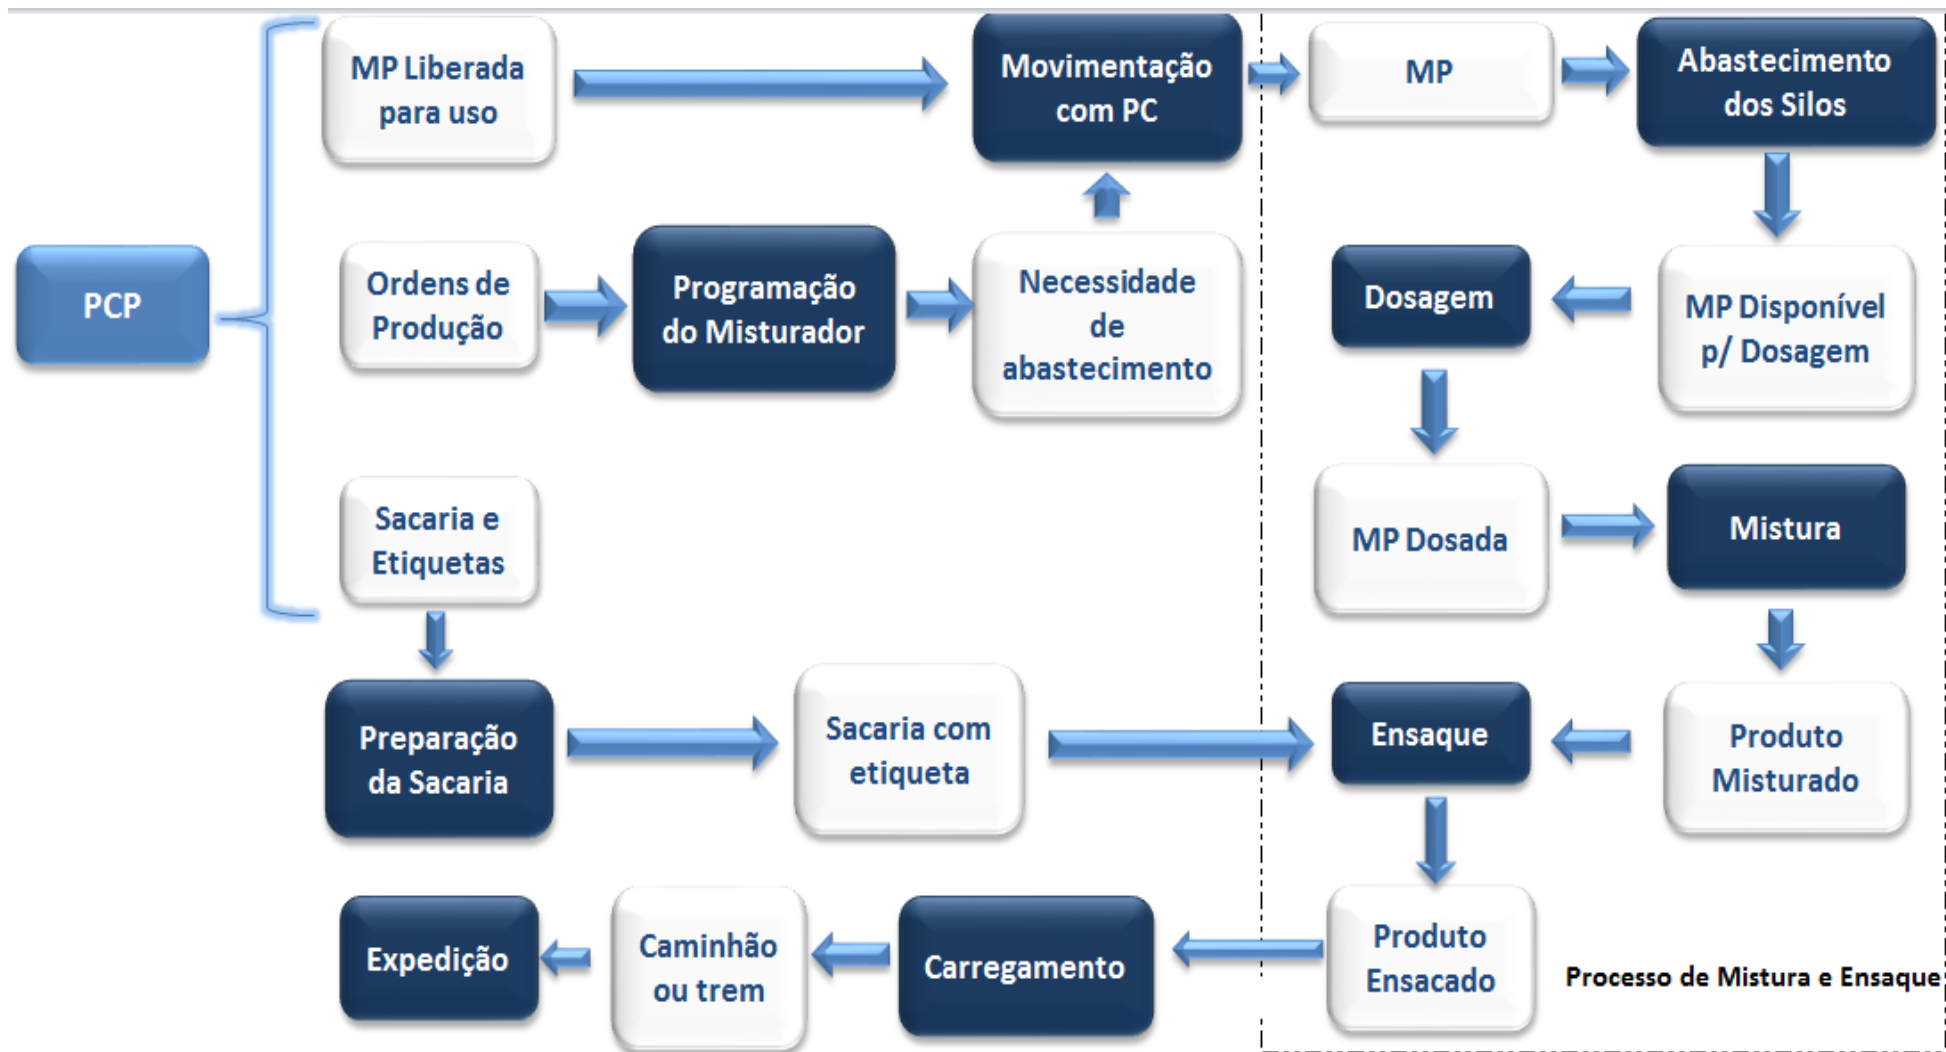 PCP
MP Liberada
para uso
Movimentação
com PC
MP
Abastecimento
dos Silos
Ordens de
Produção
Programação
do Misturador
Necessidade
de
abastecimento
Dosagem
MP Disponível
p/ Dosagem
Sacaria e
Etiquetas
MP Dosada
Mistura
Preparação
da Sacaria
Sacaria com
etiqueta
Ensaque
Produto
Misturado
Expedição
Caminhão
ou trem
Carregamento
Produto
Ensacado
Processo de Mistura e Ensaque